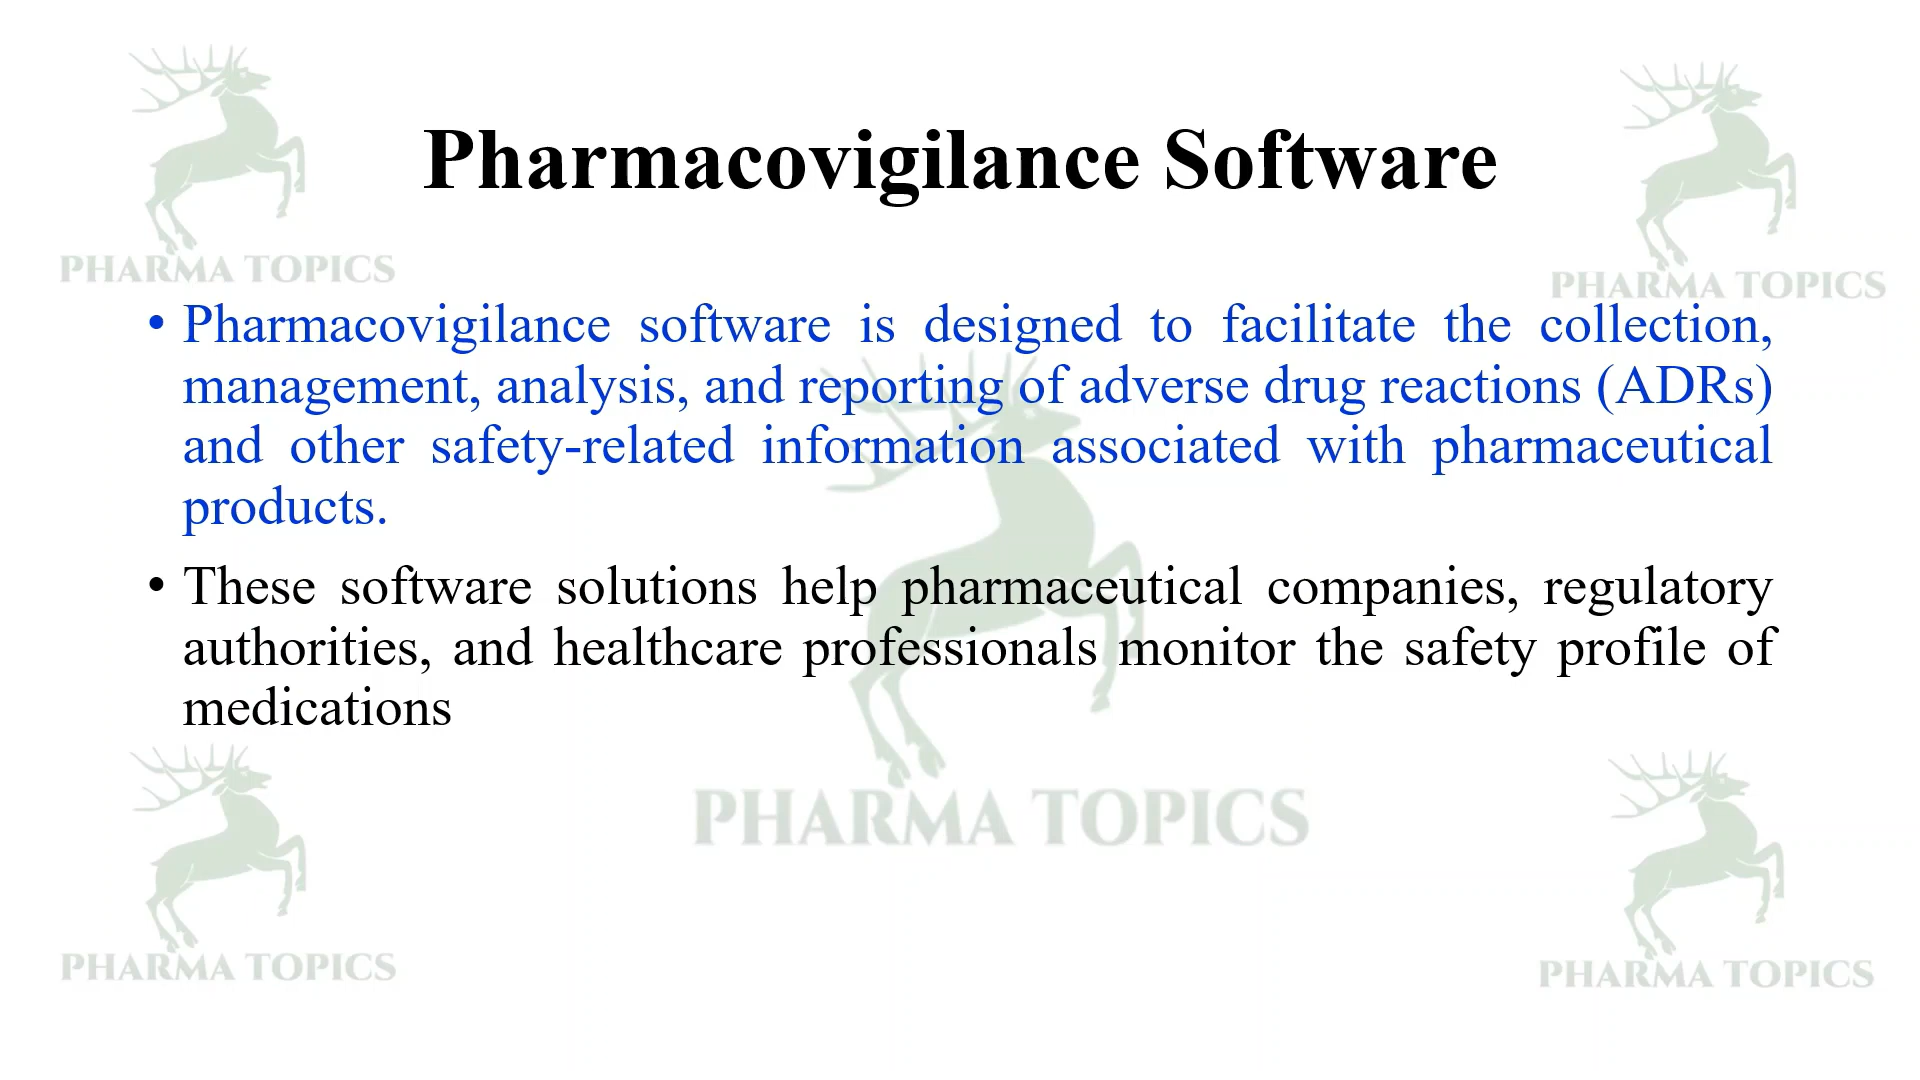 Pharmacovigilance Software
PHARMA TOPICS
PHARMA TOPICS
• Pharmacovigilance software is designed to facilitate the collection,
management, analysis, and reporting of adverse drug reactions (ADRs)
and other safety-related information associated with pharmaceutical
products.
• These software solutions help pharmaceutical companies, regulatory
authorities, and healthcare professionals monitor the safety profile of
medications
PHARMA TOPICS
PHARMA TOPICS
PHARMA TOPICS